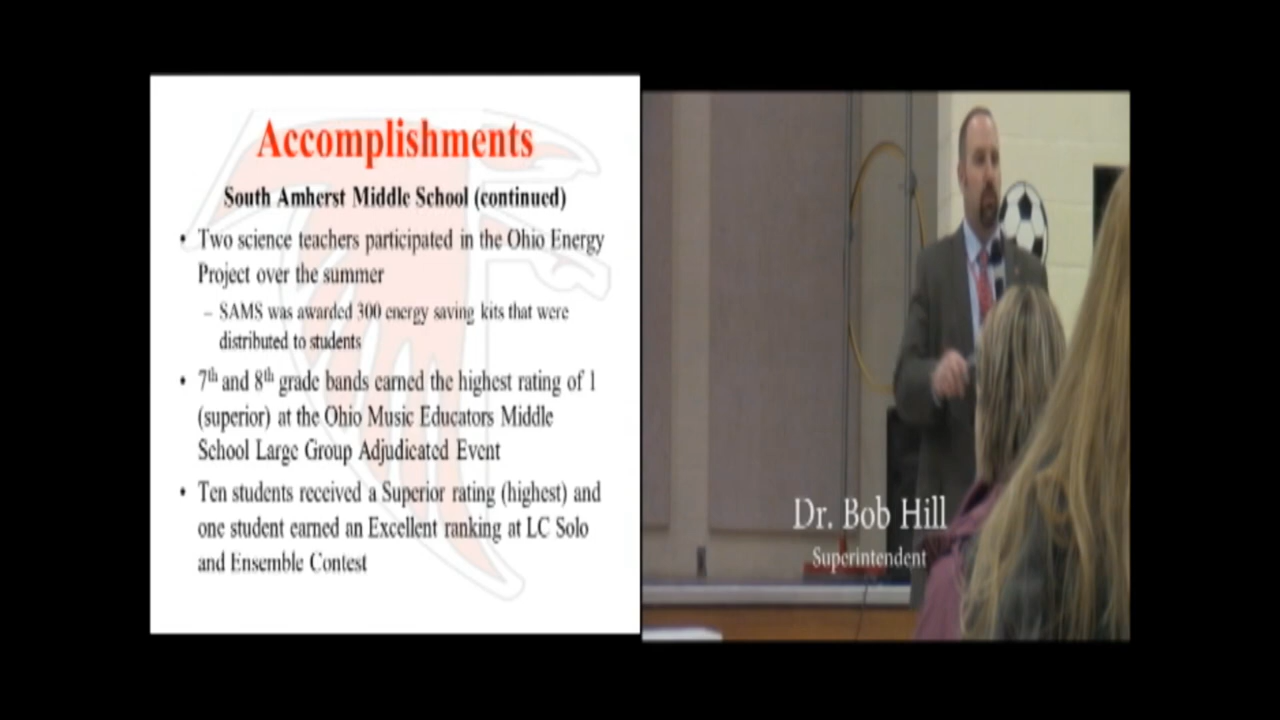 Accomplishments
South Amherst Middle School (continued)
• Two science teachers participated in the Ohio Energy
Project over the summer
– SAMS was awarded 300 energy saving kits that were
distributed to students
• 7th and 8th grade bands earned the highest rating of 1
(superior) at the Ohio Music Educators Middle
School Large Group Adjudicated Event
• Ten students received a Superior rating (highest) and
one student earned an Excellent ranking at LC Solo
and Ensemble Contest
Dr. Bob Hill
Superintendent